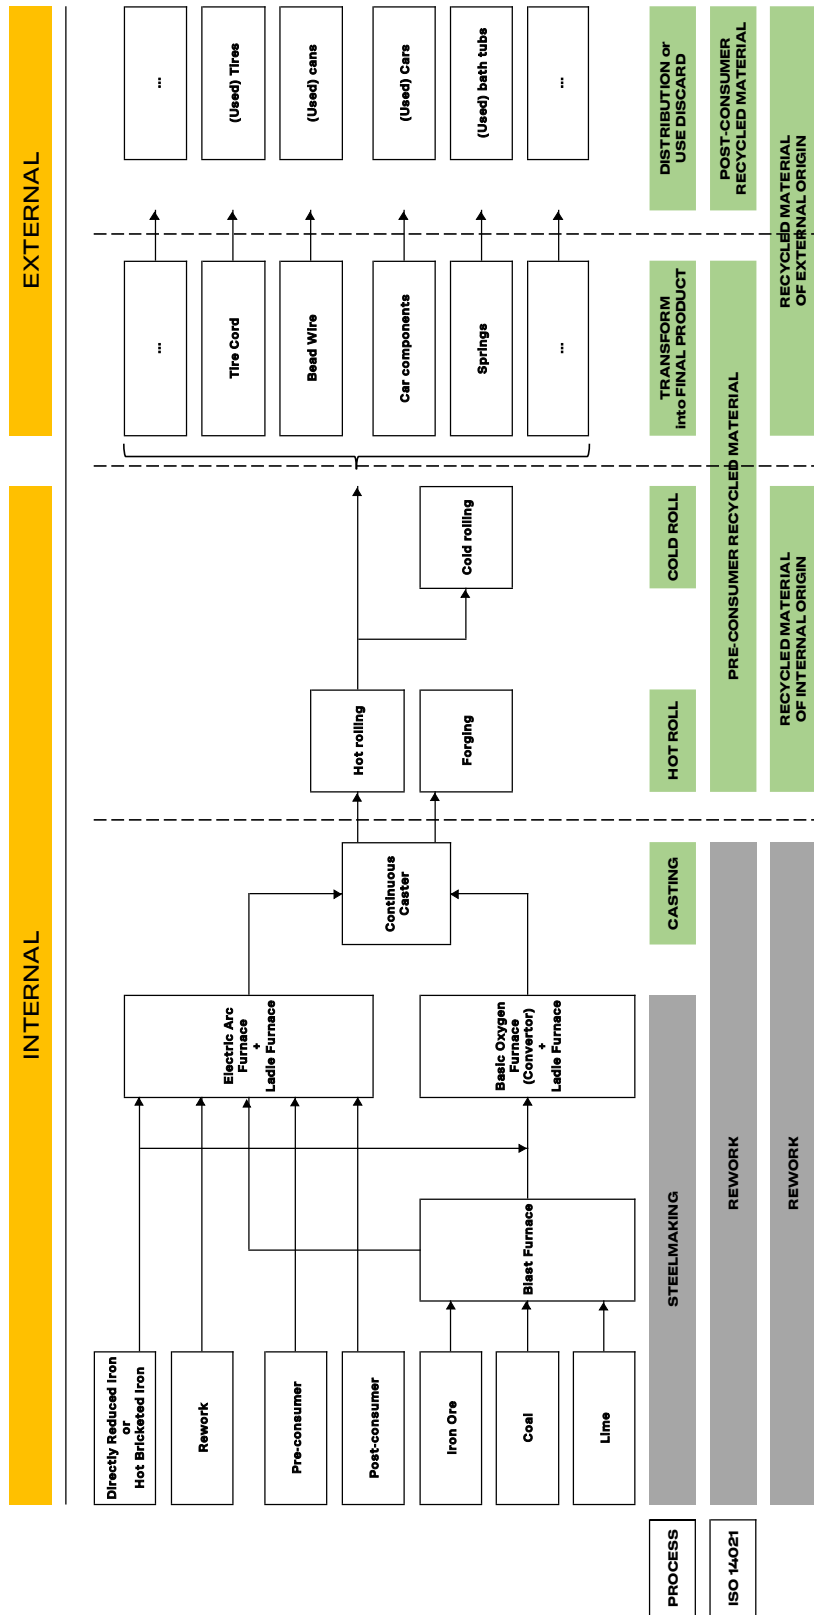 INTERNAL
EXTERNAL
Directly Reduced Iron
or
Hot Bricketed Iron
Rework
Pre-consumer
Post-consumer
Iron Ore
Coal
Lime
Blast Furnace
Electric Arc
Furnace
+
Ladle Furnace
Basic Oxygen
Furnace
(Convertor)
+
Ladle Furnace
Continuous
Caster
Hot rolling
Forging
Cold rolling
...
Tire Cord
Bead Wire
Car components
Springs
...
...
(Used) Tires
(Used) cans
(Used) Cars
(Used) bath tubs
...
PROCESS
STEELMAKING
CASTING
HOT ROLL
COLD ROLL
TRANSFORM
into FINAL PRODUCT
DISTRIBUTION or
USE DISCARD
ISO 14021
REWORK
PRE-CONSUMER RECYCLED MATERIAL
POST-CONSUMER
RECYCLED MATERIAL
REWORK
RECYCLED MATERIAL
OF INTERNAL ORIGIN
RECYCLED MATERIAL
OF EXTERNAL ORIGIN